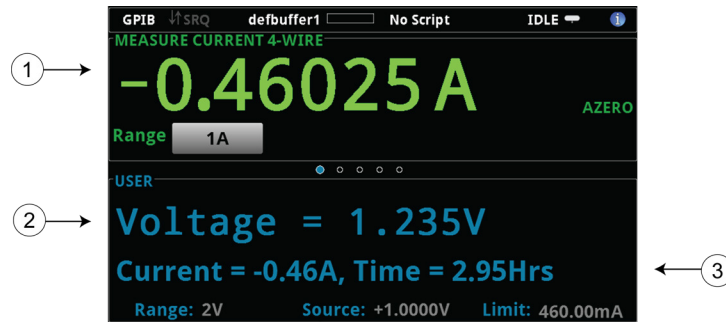 GPIB ↓↑SRQ defbuffer1 No Script IDLE i
MEASURE CURRENT 4-WIRE
1
-0.46025 A
AZERO
Range 1A
USER
2
Voltage = 1.235V
Current = -0.46A, Time = 2.95Hrs
3
Range: 2V Source: +1.0000V Limit: 460.00mA